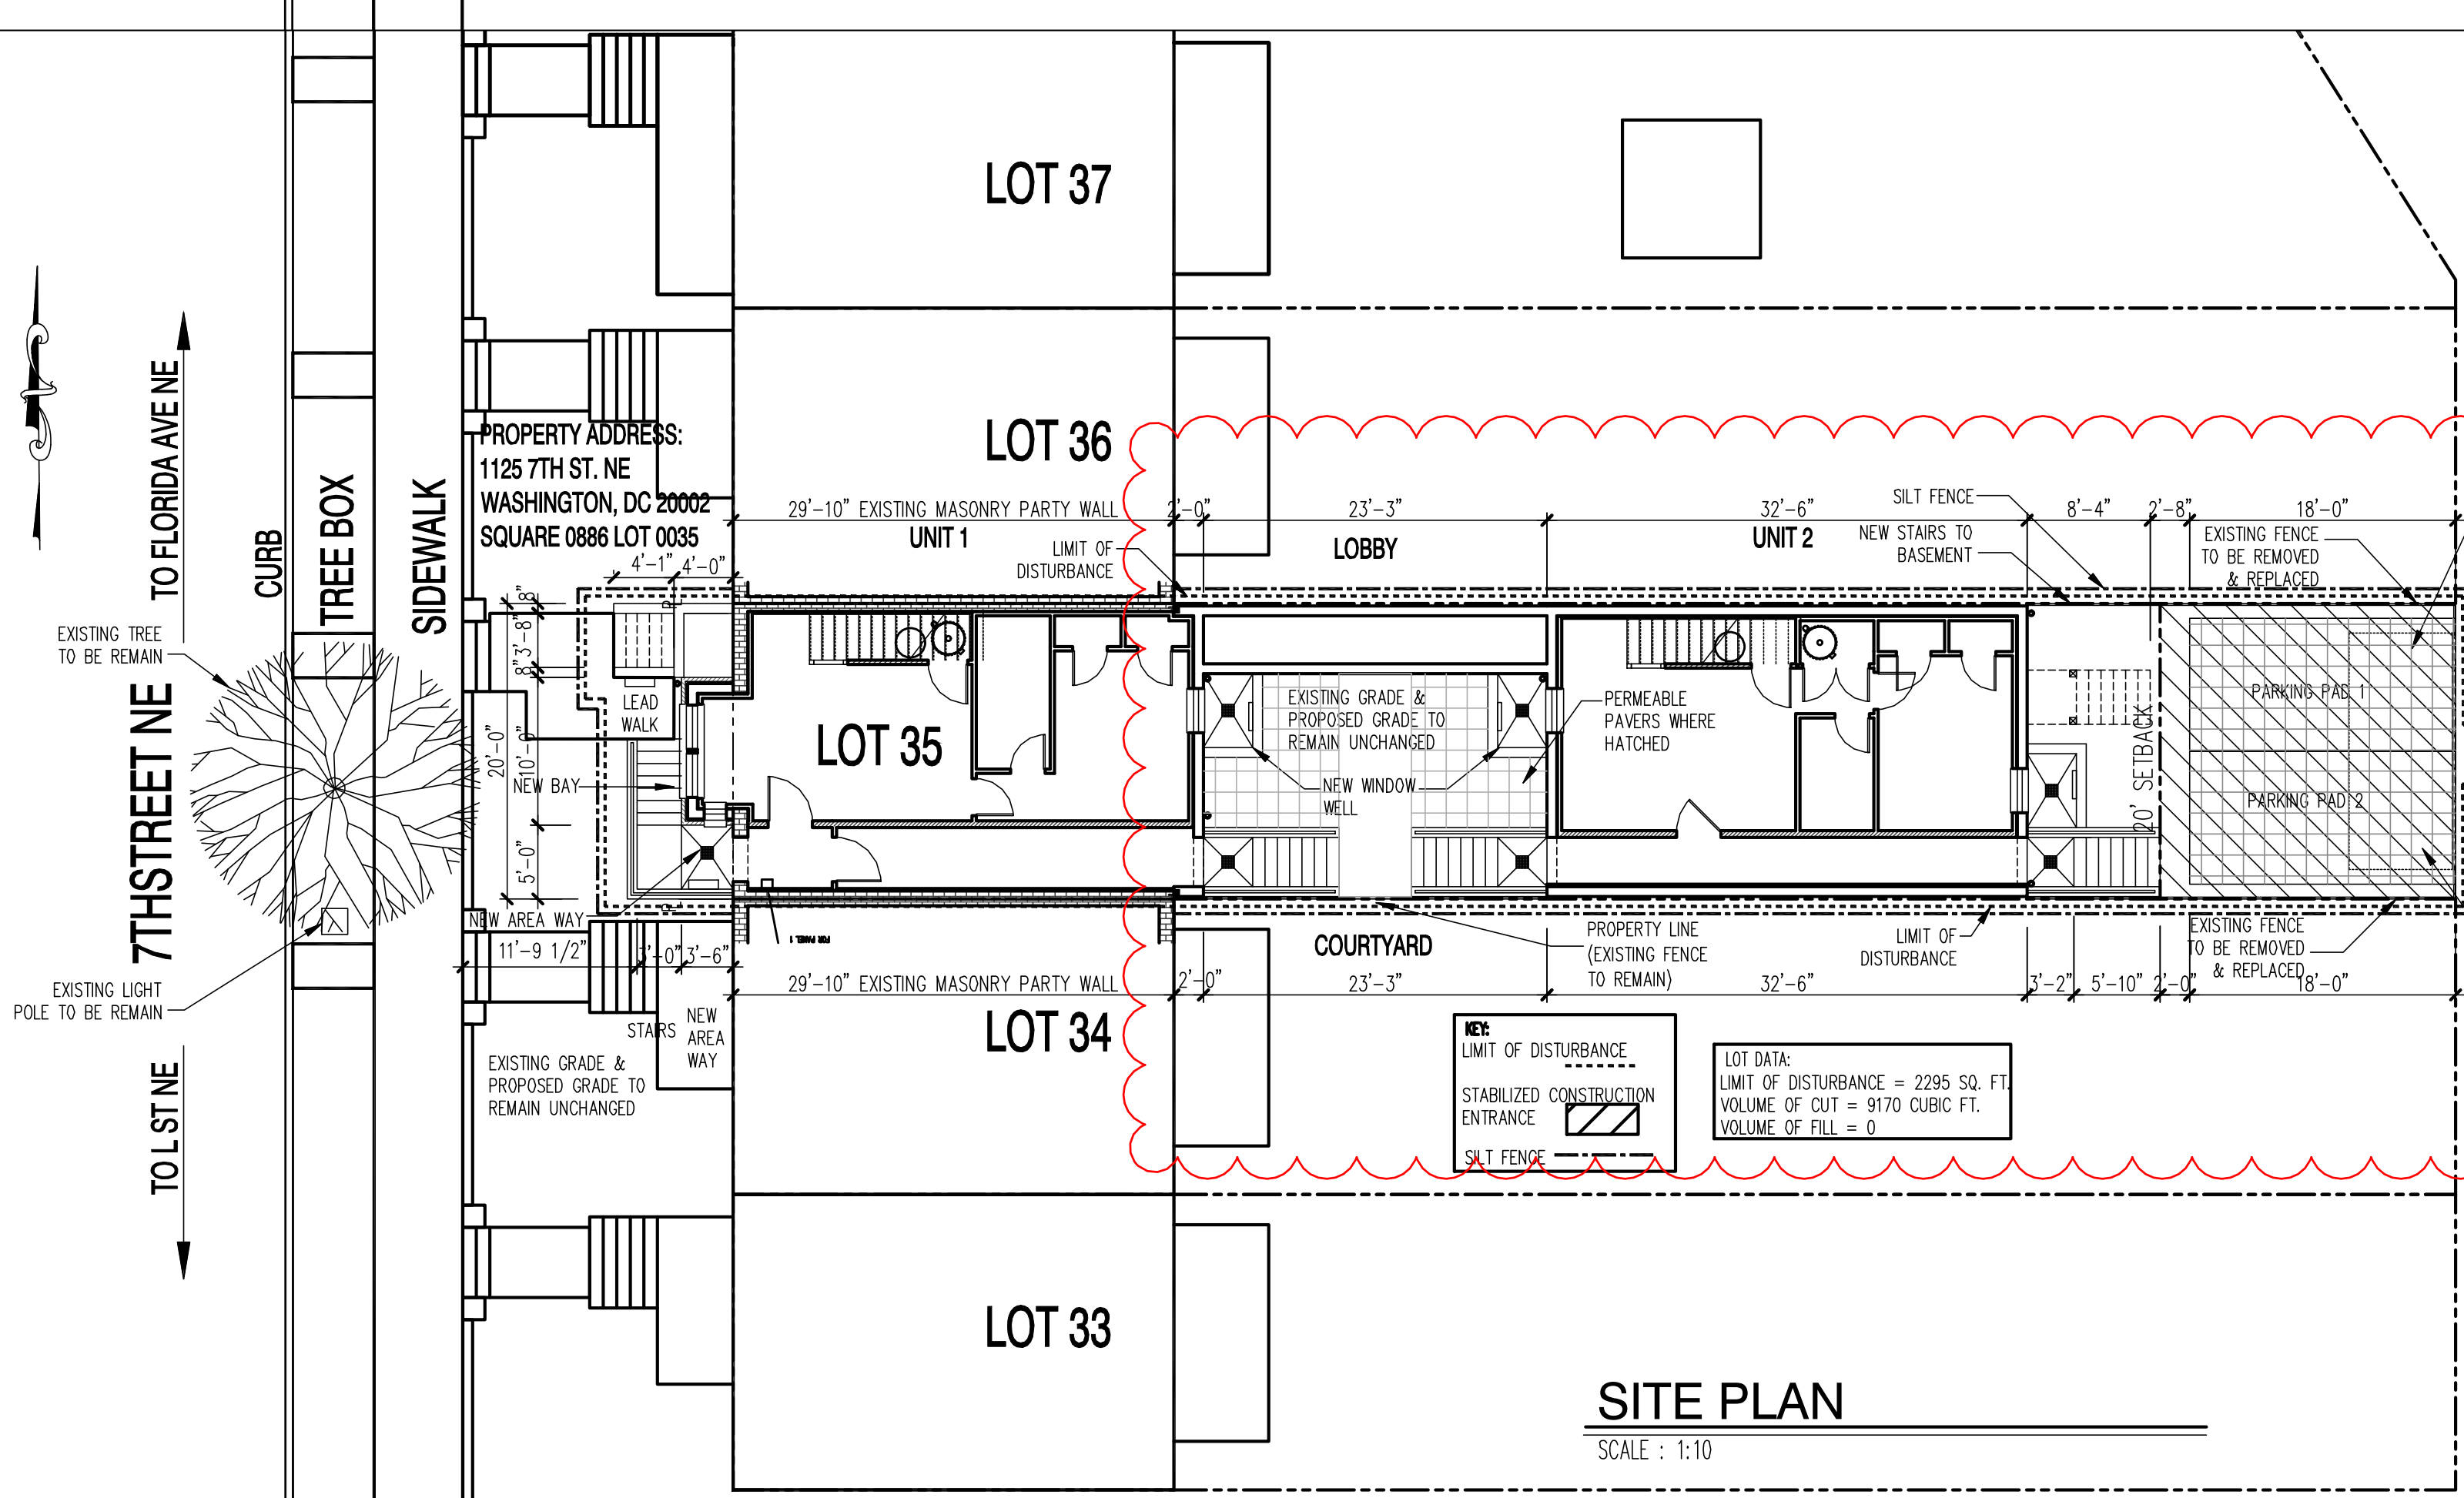 LOT 37
TO FLORIDA AVE NE
CURB
TREE BOX
SIDEWALK
7THSTREET NE
TO L ST NE
PROPERTY ADDRESS:
1125 7TH ST. NE
WASHINGTON, DC 20002
SQUARE 0886 LOT 0035
LOT 36
29'-10" EXISTING MASONRY PARTY WALL
2'-0"
23'-3"
32'-6"
8'-4"
2'-8"
18'-0"
UNIT 1
LOBBY
UNIT 2
LIMIT OF
DISTURBANCE
SILT FENCE
NEW STAIRS TO
BASEMENT
EXISTING FENCE
TO BE REMOVED
& REPLACED
4'-1"
4'-0"
8"
3'-8"
8"
20'-0"
10'-0"
5'-0"
EXISTING TREE
TO BE REMAIN
LEAD
WALK
NEW BAY
LOT 35
EXISTING GRADE &
PROPOSED GRADE TO
REMAIN UNCHANGED
NEW WINDOW
WELL
PERMEABLE
PAVERS WHERE
HATCHED
20' SETBACK
PARKING PAD 1
PARKING PAD 2
NEW AREA WAY
11'-9 1/2"
3'-0"
3'-6"
FOR PANEL 1
COURTYARD
PROPERTY LINE
(EXISTING FENCE
TO REMAIN)
LIMIT OF
DISTURBANCE
EXISTING FENCE
TO BE REMOVED
& REPLACED
29'-10" EXISTING MASONRY PARTY WALL
2'-0"
23'-3"
32'-6"
3'-2"
5'-10"
2'-0"
18'-0"
EXISTING LIGHT
POLE TO BE REMAIN
STAIRS
NEW
AREA
WAY
EXISTING GRADE &
PROPOSED GRADE TO
REMAIN UNCHANGED
LOT 34
KEY:
LIMIT OF DISTURBANCE
STABILIZED CONSTRUCTION
ENTRANCE
SILT FENCE
LOT DATA:
LIMIT OF DISTURBANCE = 2295 SQ. FT.
VOLUME OF CUT = 9170 CUBIC FT.
VOLUME OF FILL = 0
LOT 33
SITE PLAN
SCALE : 1:10